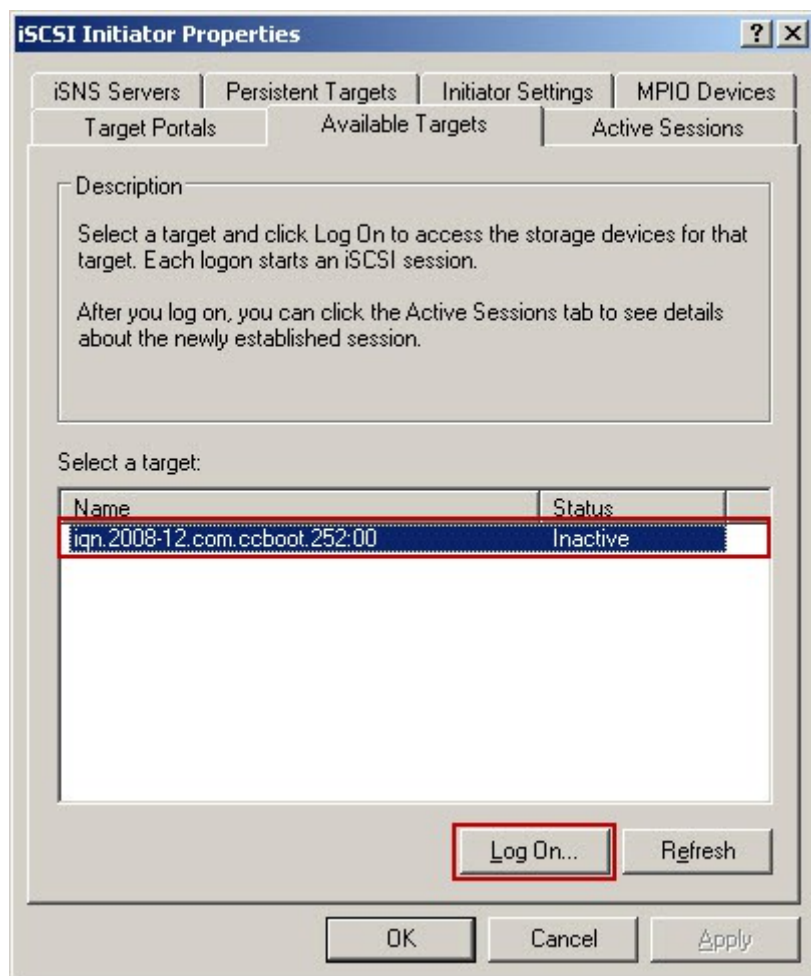 iSCSI Initiator Properties
iSNS Servers Persistent Targets Initiator Settings MPIO Devices
Target Portals Available Targets Active Sessions
Description
Select a target and click Log On to access the storage devices for that
target. Each logon starts an iSCSI session.
After you log on, you can click the Active Sessions tab to see details
about the newly established session.
Select a target:
Name Status
iqn.2008-12.com.ccboot.252:00 Inactive
Log On... Refresh
OK Cancel Apply